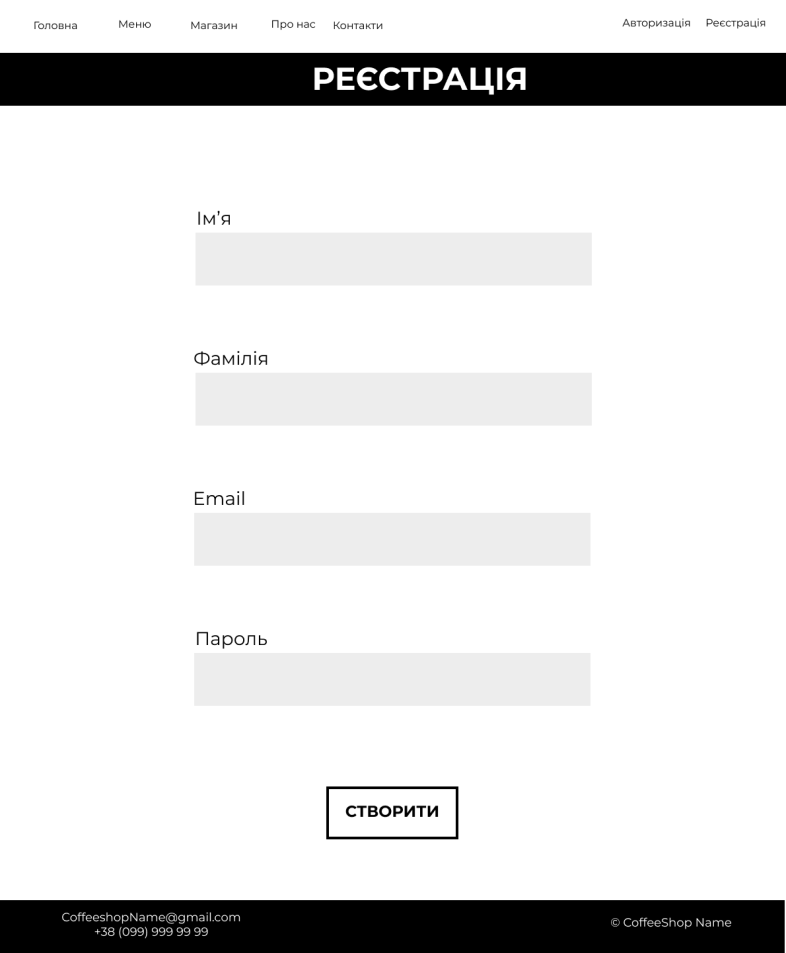 Головна Меню Магазин Про нас Контакти Авторизація Реєстрація
РЕЄСТРАЦІЯ
Ім’я
Фамілія
Email
Пароль
СТВОРИТИ
CoffeeshopName@gmail.com
+38 (099) 999 99 99
© CoffeeShop Name